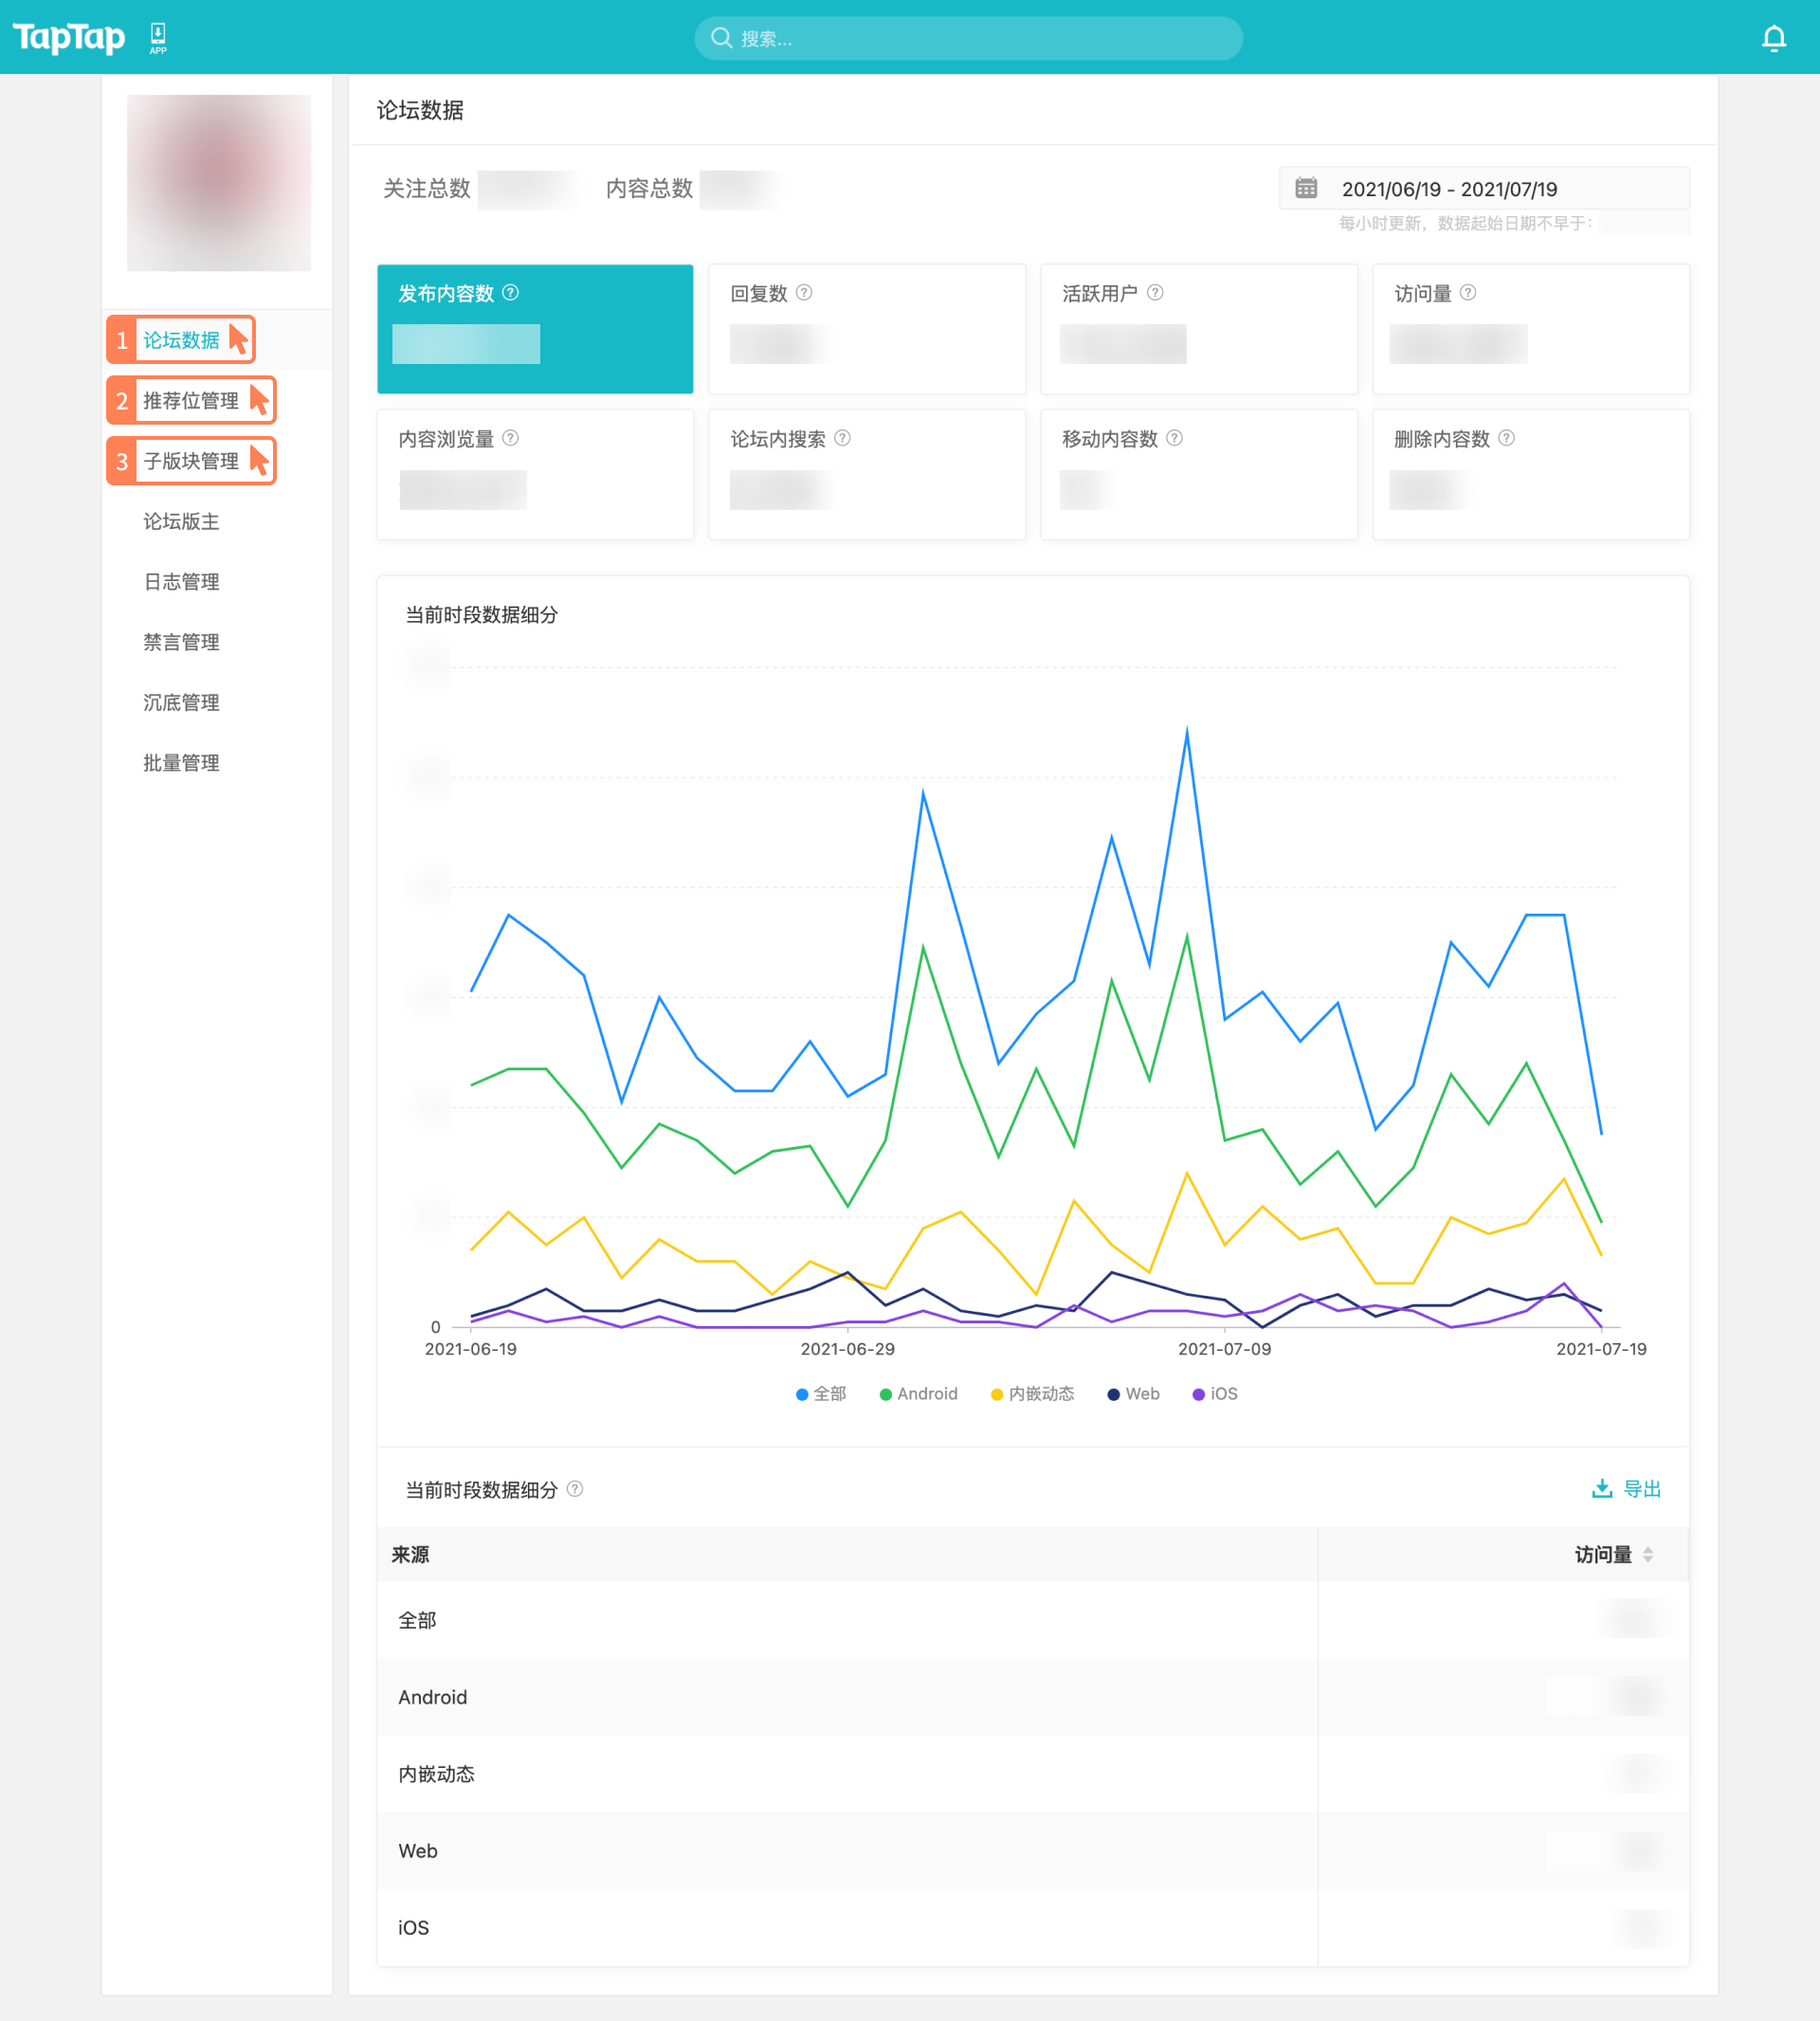 TapTap
APP
搜索...
论坛数据
关注总数
内容总数
2021/06/19 - 2021/07/19
每小时更新，数据起始日期不早于：
1 论坛数据
2 推荐位管理
3 子版块管理
论坛版主
日志管理
禁言管理
沉底管理
批量管理
发布内容数 ?
回复数 ?
活跃用户 ?
访问量 ?
内容浏览量 ?
论坛内搜索 ?
移动内容数 ?
删除内容数 ?
当前时段数据细分
0
2021-06-19 2021-06-29 2021-07-09 2021-07-19
全部 Android 内嵌动态 Web iOS
当前时段数据细分 ?
导出
来源 访问量
全部
Android
内嵌动态
Web
iOS